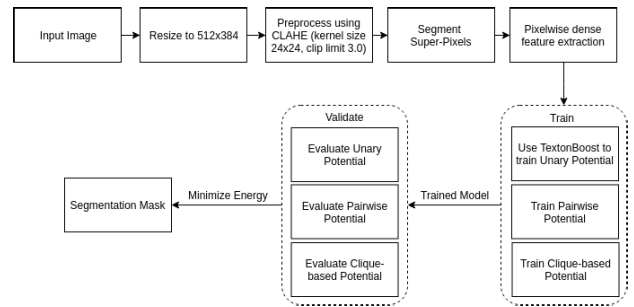 Input Image
Resize to 512x384
Preprocess using
CLAHE (kernel size
24x24, clip limit 3.0)
Segment
Super-Pixels
Pixelwise dense
feature extraction
Train
Use TextonBoost to
train Unary Potential
Train Pairwise
Potential
Train Clique-based
Potential
Trained Model
Validate
Evaluate Unary
Potential
Evaluate Pairwise
Potential
Evaluate Clique-
based Potential
Minimize Energy
Segmentation Mask